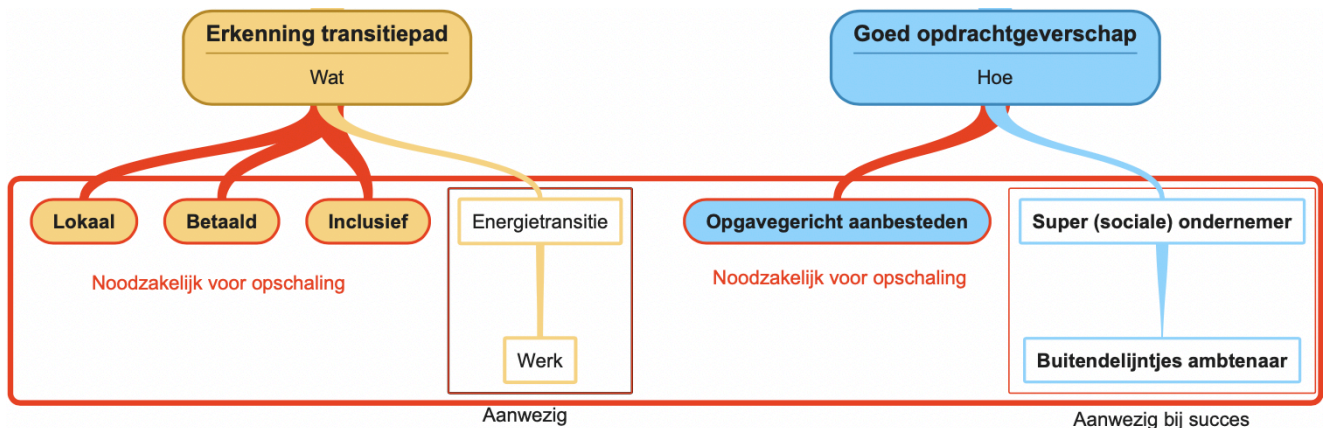 Erkenning transitiepad
Wat
Goed opdrachtgeverschap
Hoe
Lokaal
Betaald
Inclusief
Energietransitie
Opgavegericht aanbesteden
Super (sociale) ondernemer
Noodzakelijk voor opschaling
Noodzakelijk voor opschaling
Werk
Buitendelijntjes ambtenaar
Aanwezig
Aanwezig bij succes